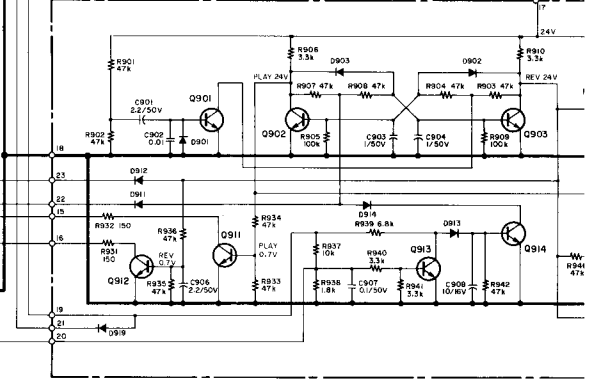 17
24V
R901
47k
R906
3.3k
D903
D902
R910
3.3k
PLAY 24V
R907 47k
R908 47k
R904 47k
R903 47k
REV 24V
C901
2.2/50V
Q901
Q902
Q903
R902
47k
C902
0.01
D901
R905
100k
C903
1/50V
C904
1/50V
R909
100k
18
23
D912
22
D911
15
R932 150
D914
R939 6.8k
D913
16
R931
150
R936
47k
Q911
R934
47k
PLAY
0.7V
R937
10k
R940
3.3k
Q913
Q914
REV
0.7V
Q912
R935
47k
C906
2.2/50V
R933
47k
R938
1.8k
C907
0.1/50V
R941
3.3k
C908
10/16V
R942
47k
47k
19
21
D919
20